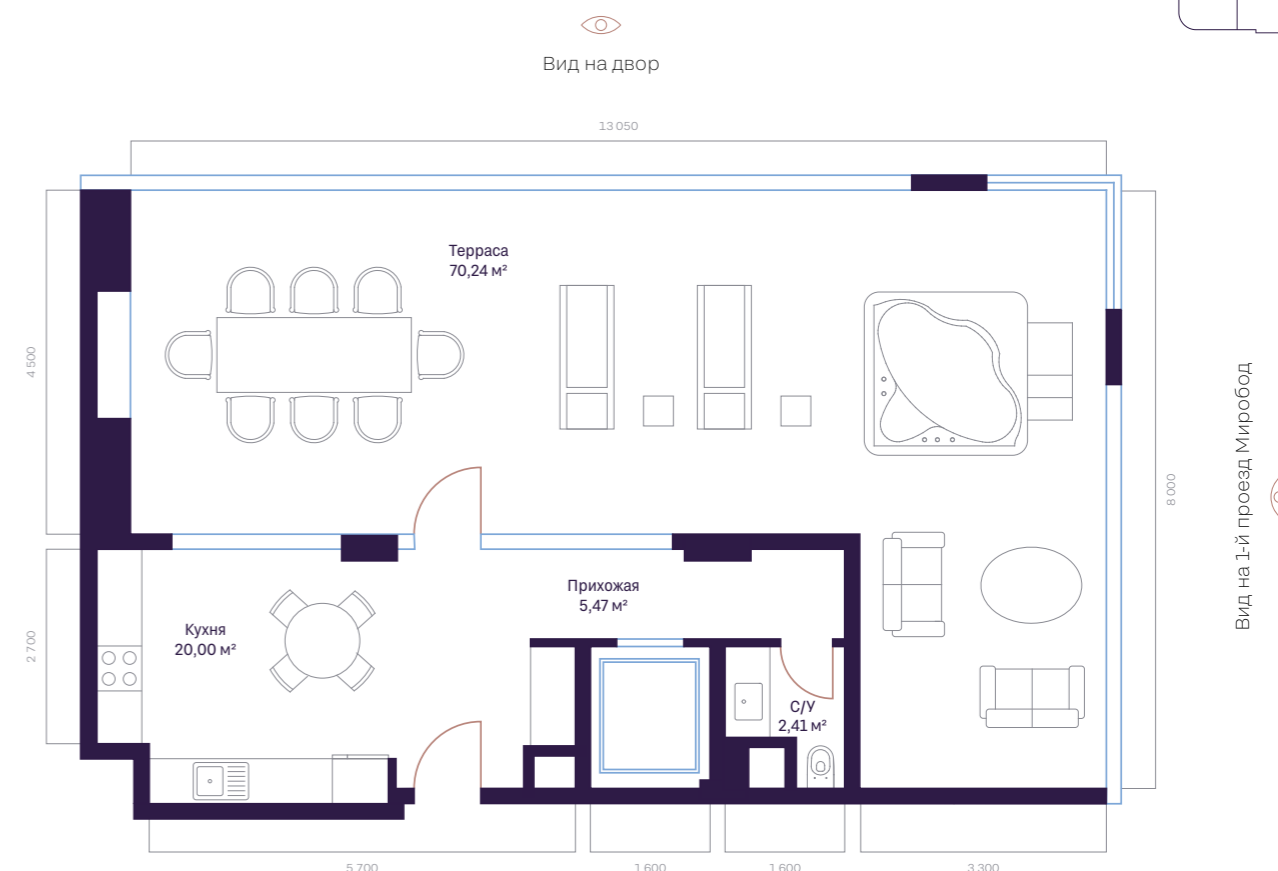 Вид на двор
13 050
Терраса
70,24 м²
4 500
Вид на 1-й проезд Миробод
8 000
Прихожая
5,47 м²
Кухня
20,00 м²
2 700
С/У
2,41 м²
5 700
1 600
1 600
3 300